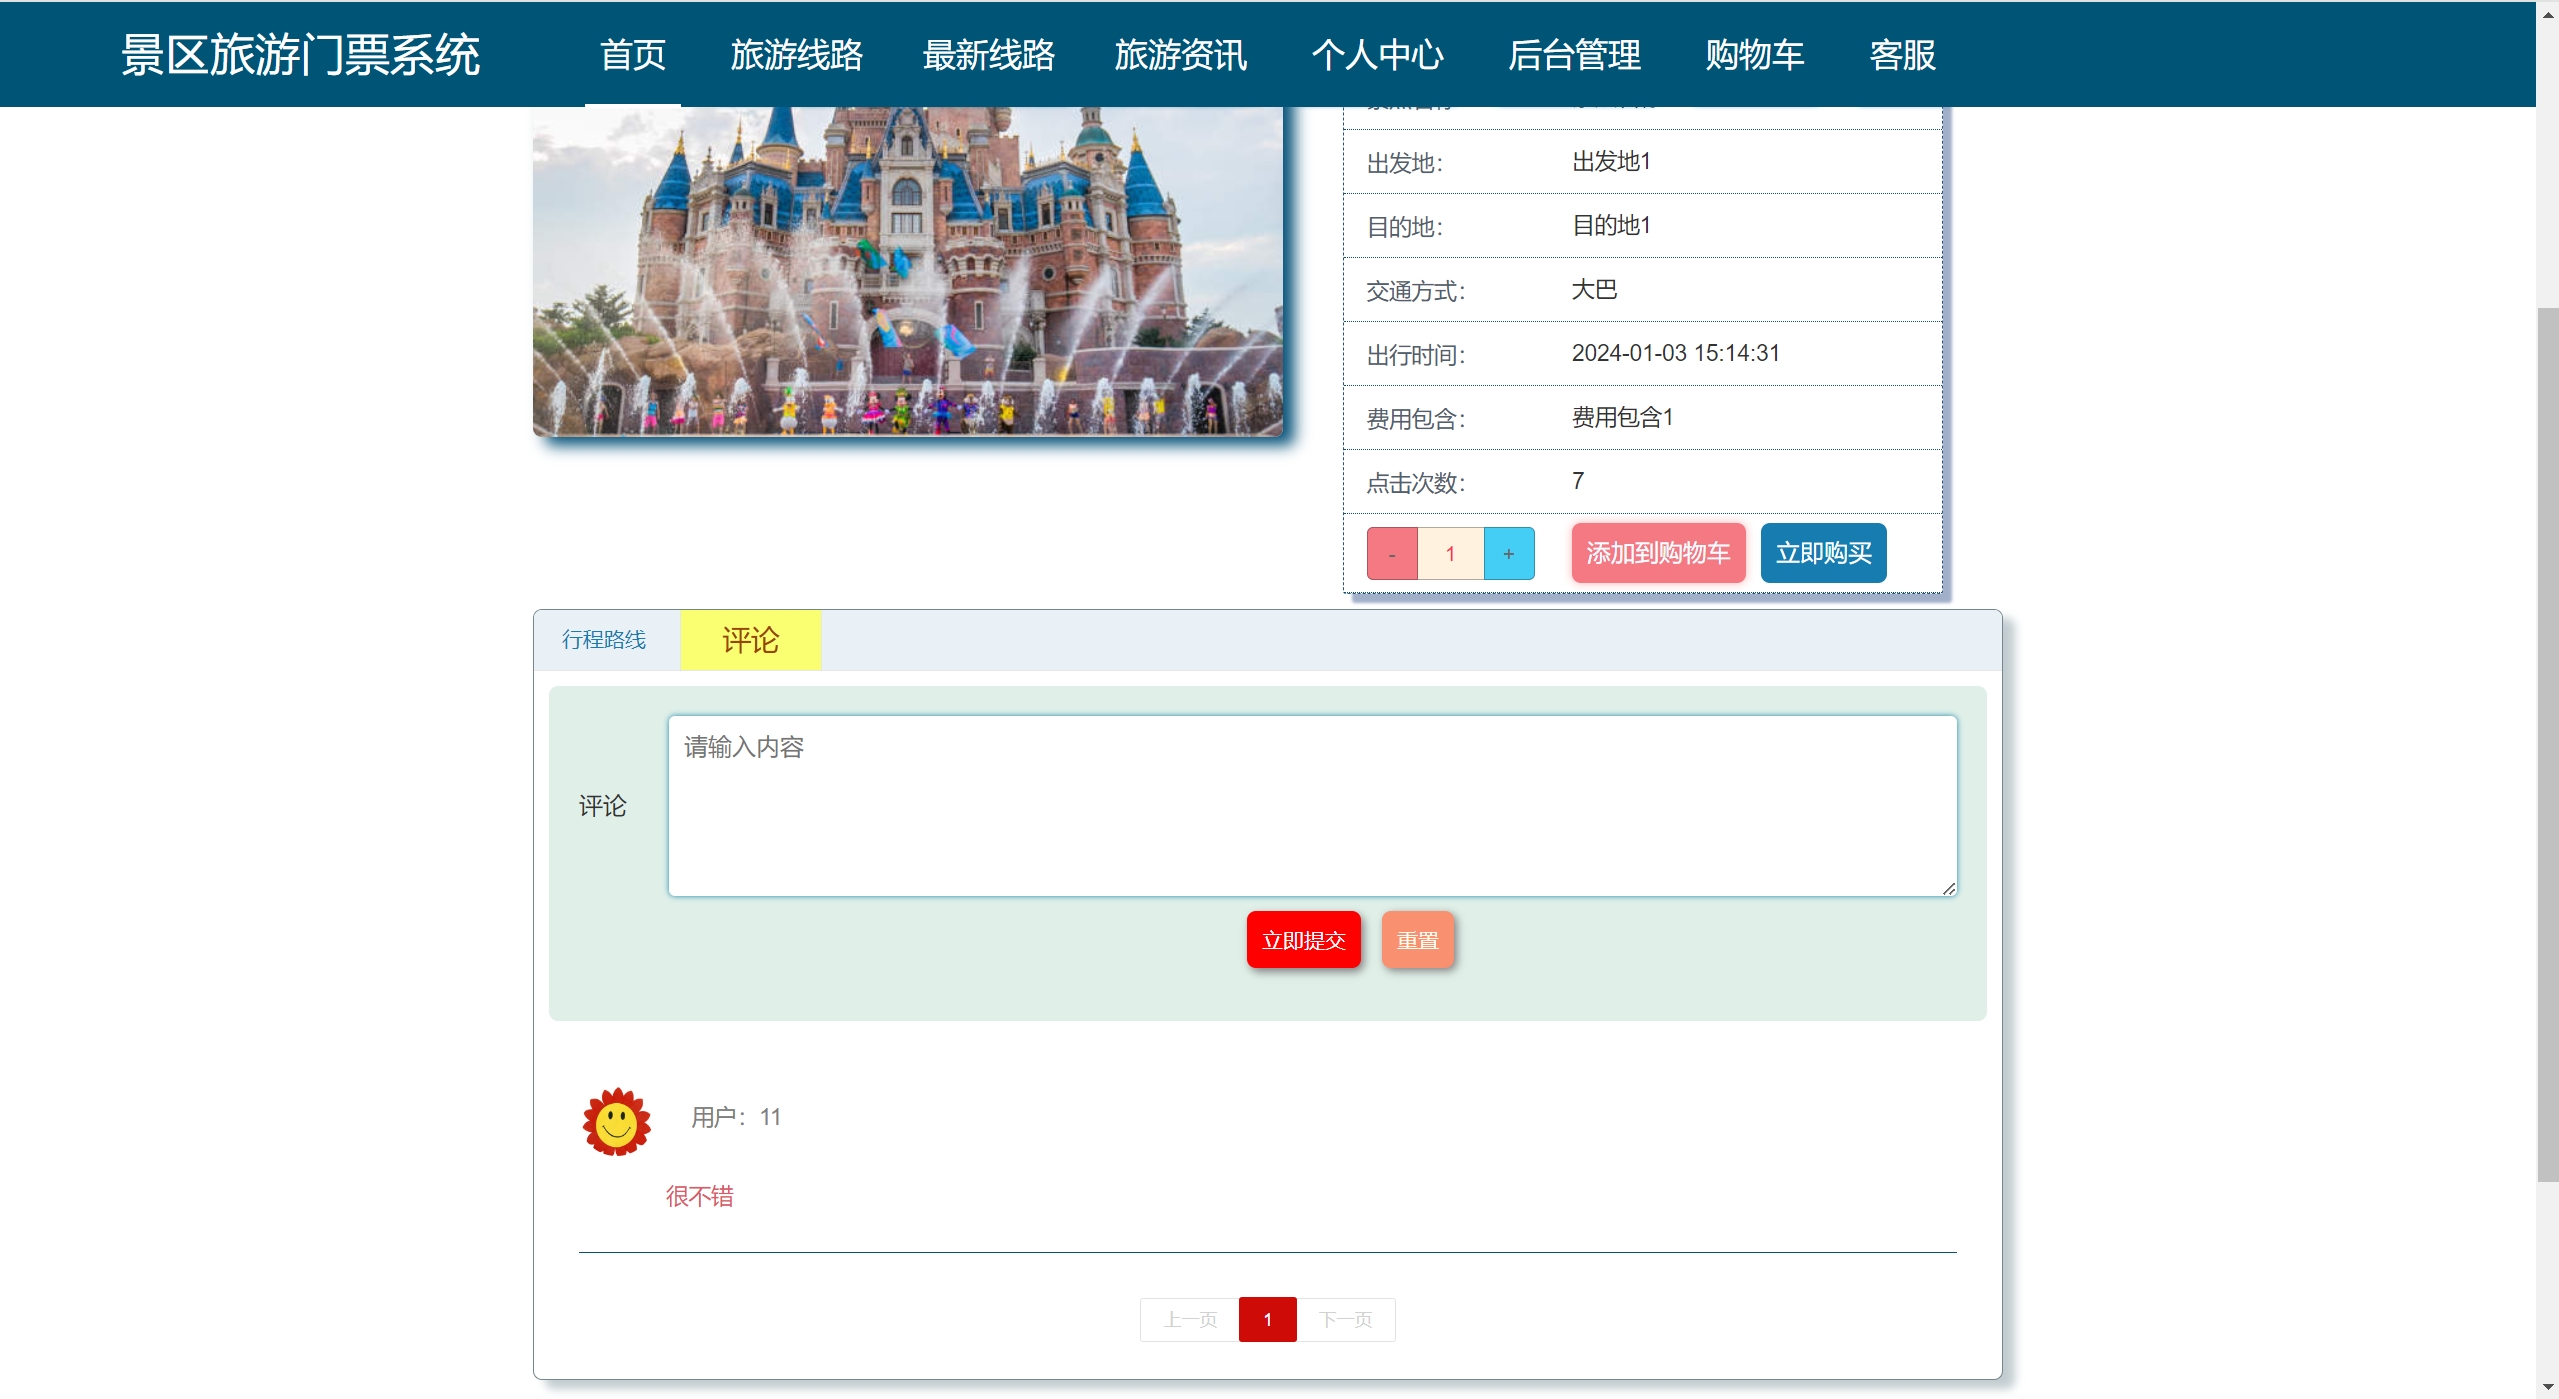 景区旅游门票系统 首页 旅游线路 最新线路 旅游资讯 个人中心 后台管理 购物车 客服
出发地： 出发地1
目的地： 目的地1
交通方式： 大巴
出行时间： 2024-01-03 15:14:31
费用包含： 费用包含1
点击次数： 7
- 1 + 添加到购物车 立即购买
行程路线 评论
请输入内容
评论
立即提交 重置
用户：11
很不错
上一页 1 下一页